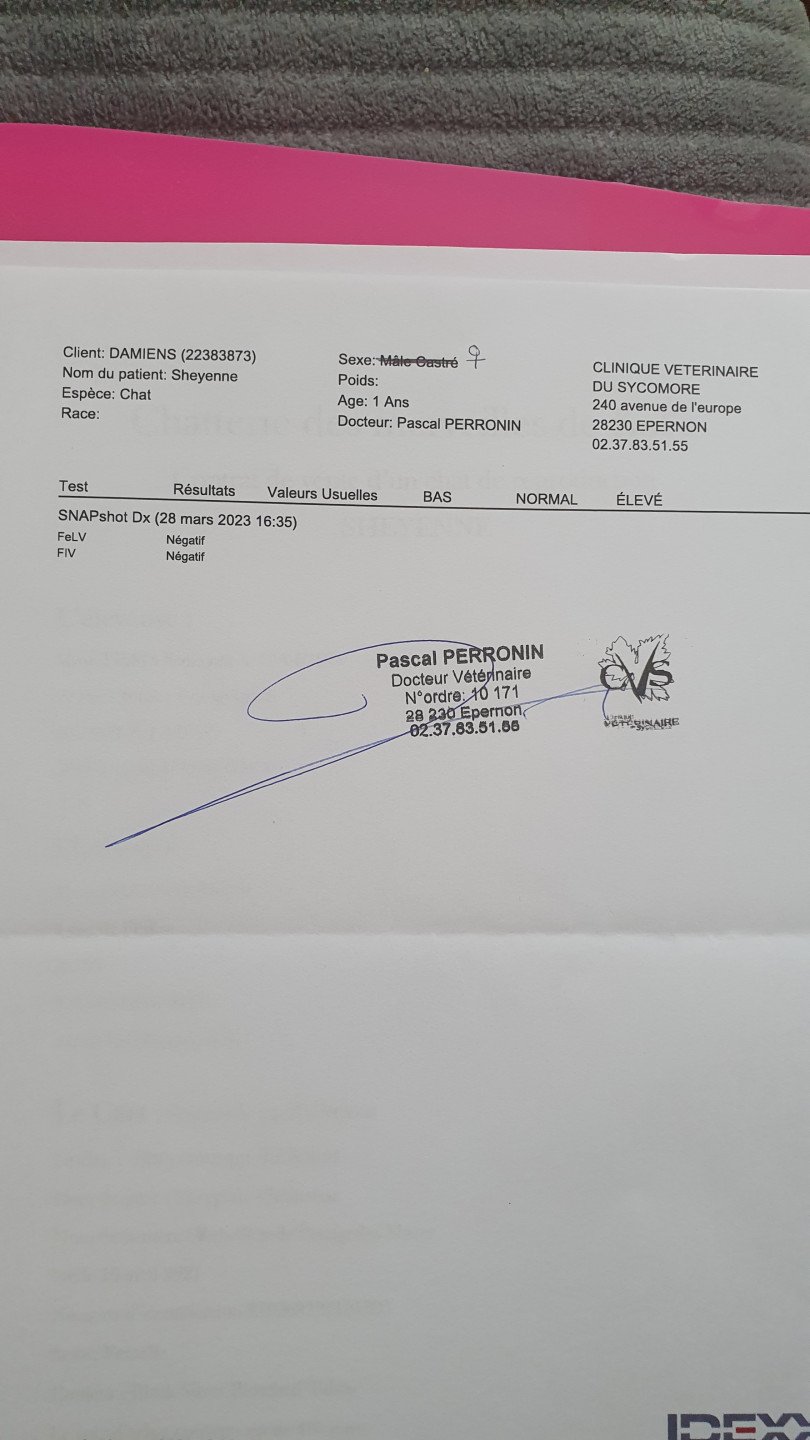 Client: DAMIENS (22383873)
Nom du patient: Sheyenne
Espèce: Chat
Race:
Sexe: Mâle Castré ♀
Poids:
Age: 1 Ans
Docteur: Pascal PERRONIN
CLINIQUE VETERINAIRE
DU SYCOMORE
240 avenue de l'europe
28230 EPERNON
02.37.83.51.55
Test Résultats Valeurs Usuelles BAS NORMAL ÉLEVÉ
SNAPshot Dx (28 mars 2023 16:35)
FeLV Négatif
FIV Négatif
Pascal PERRONIN
Docteur Vétérinaire
N°ordre: 10 171
28 230 Epernon
02.37.83.51.55
CVS
VETERINAIRE
IDEXX